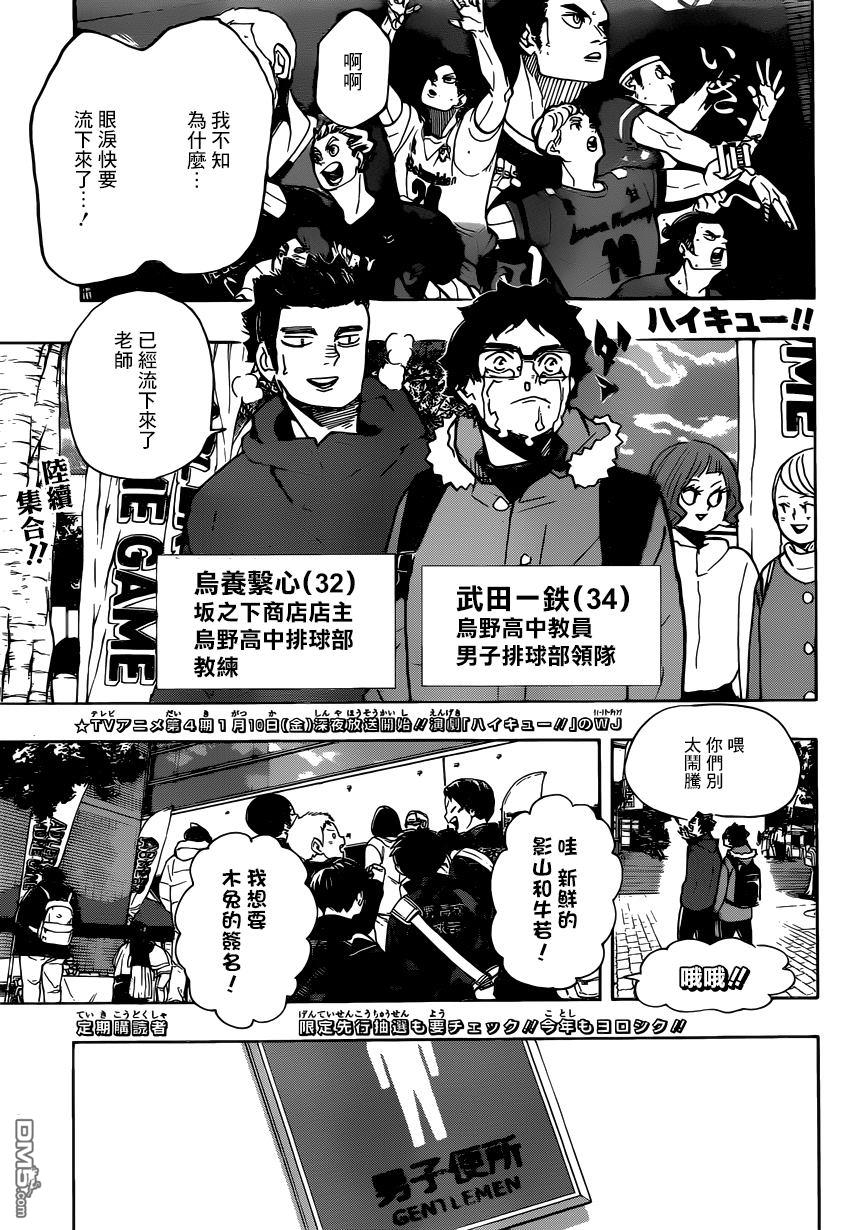 いざ、
啊啊
我不知
為什麼…
眼淚快要
流下來了…!
ハイキュー!!
已經流下來了
老師
陸續
集合!!
HOME GAME
烏養繫心(32)
坂之下商店店主
烏野高中排球部
教練
武田一鉄(34)
烏野高中教員
男子排球部領隊
★TVアニメ第4期1月10日(金)深夜放送開始!!演劇「ハイキュー!!」のWJ
喂
你們別
太鬧騰
哦哦!!
哇 新鮮的
影山和牛若!
我想要
木兔的簽名!
定期購読者限定先行抽選も要チェック!!今年もヨロシク!!
男子便所
GENTLEMEN
DM5.com